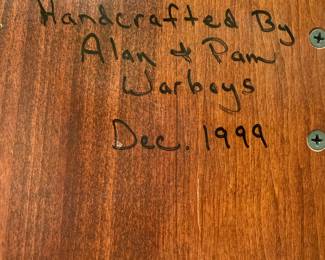 Handcrafted By
Alan & Pam
Warboys
Dec. 1999